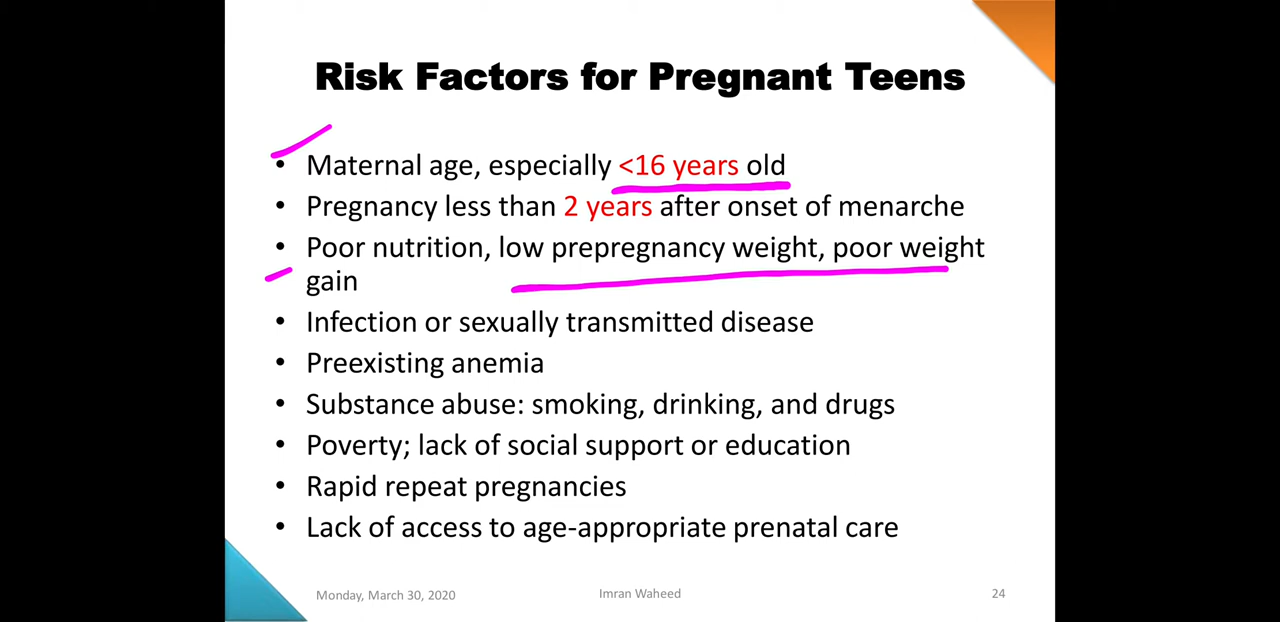 Risk Factors for Pregnant Teens
• Maternal age, especially <16 years old
• Pregnancy less than 2 years after onset of menarche
• Poor nutrition, low prepregnancy weight, poor weight
gain
• Infection or sexually transmitted disease
• Preexisting anemia
• Substance abuse: smoking, drinking, and drugs
• Poverty; lack of social support or education
• Rapid repeat pregnancies
• Lack of access to age-appropriate prenatal care
Monday, March 30, 2020 Imran Waheed 24